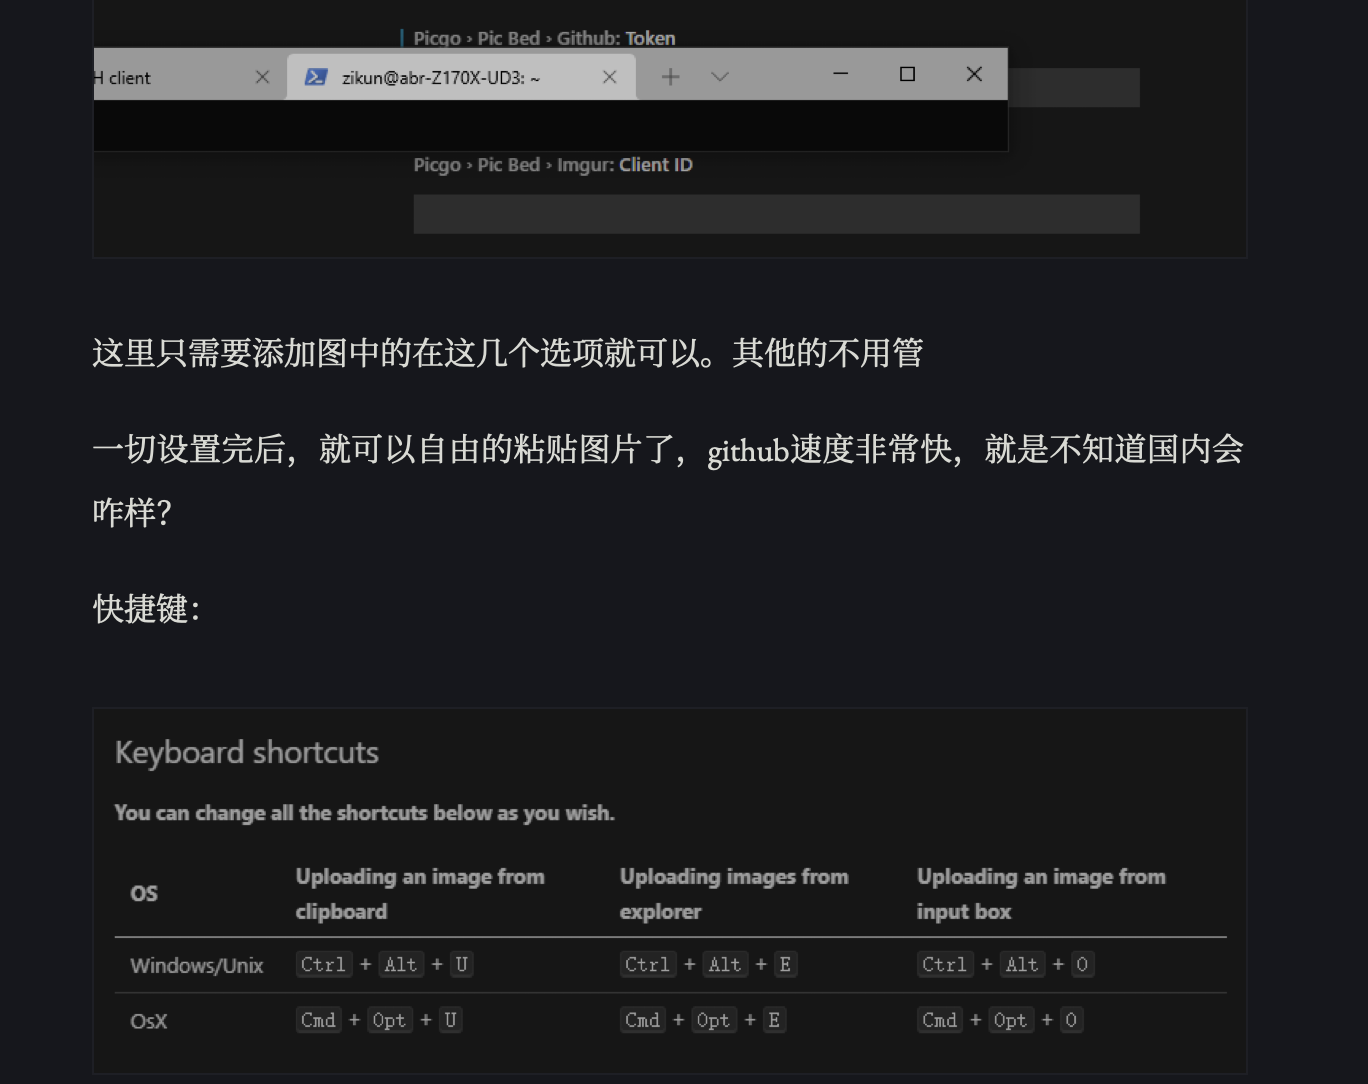 Picgo › Pic Bed › Github: Token
H client
zikun@abr-Z170X-UD3: ~
Picgo › Pic Bed › Imgur: Client ID
这里只需要添加图中的在这几个选项就可以。其他的不用管
一切设置完后，就可以自由的粘贴图片了，github速度非常快，就是不知道国内会
咋样？
快捷键：
Keyboard shortcuts
You can change all the shortcuts below as you wish.
OS Uploading an image from clipboard Uploading images from explorer Uploading an image from input box
Windows/Unix Ctrl + Alt + U Ctrl + Alt + E Ctrl + Alt + O
OsX Cmd + Opt + U Cmd + Opt + E Cmd + Opt + O